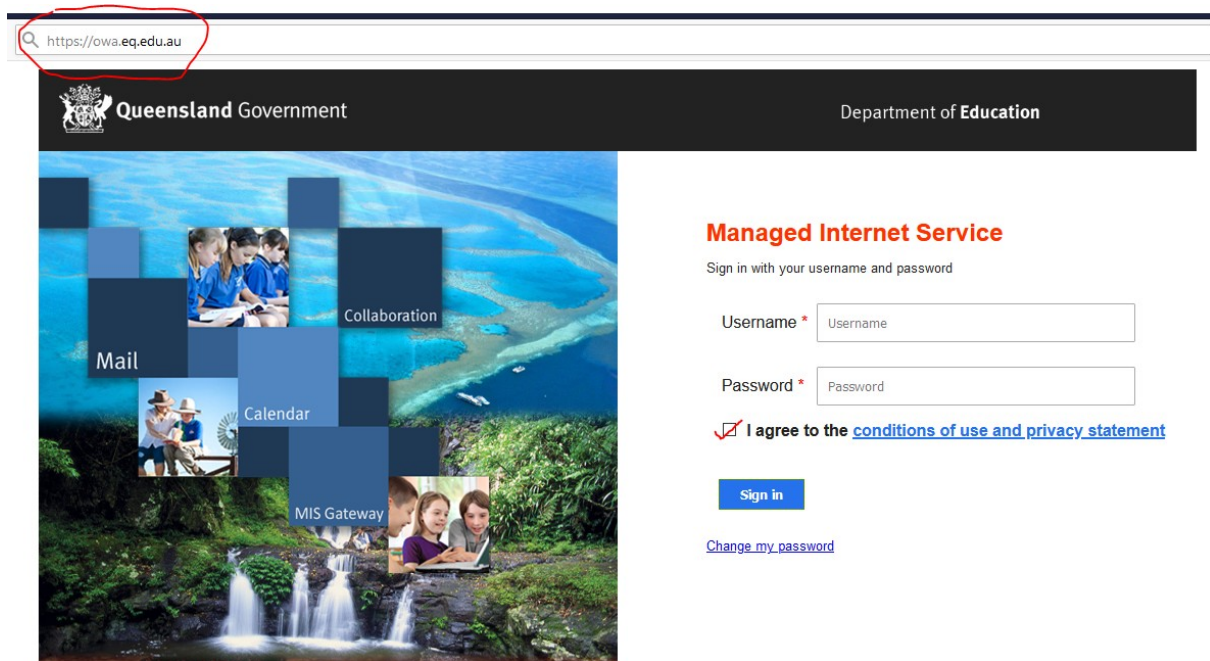 https://owa.eq.edu.au
Queensland Government
Department of Education
Managed Internet Service
Sign in with your username and password
Collaboration
Username * Username
Mail
Password * Password
Calendar
I agree to the conditions of use and privacy statement
Sign in
MIS Gateway
Change my password